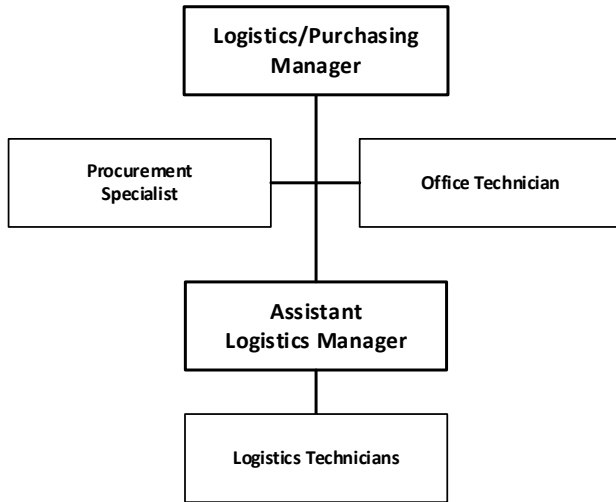 Logistics/Purchasing
Manager
Procurement
Specialist
Office Technician
Assistant
Logistics Manager
Logistics Technicians